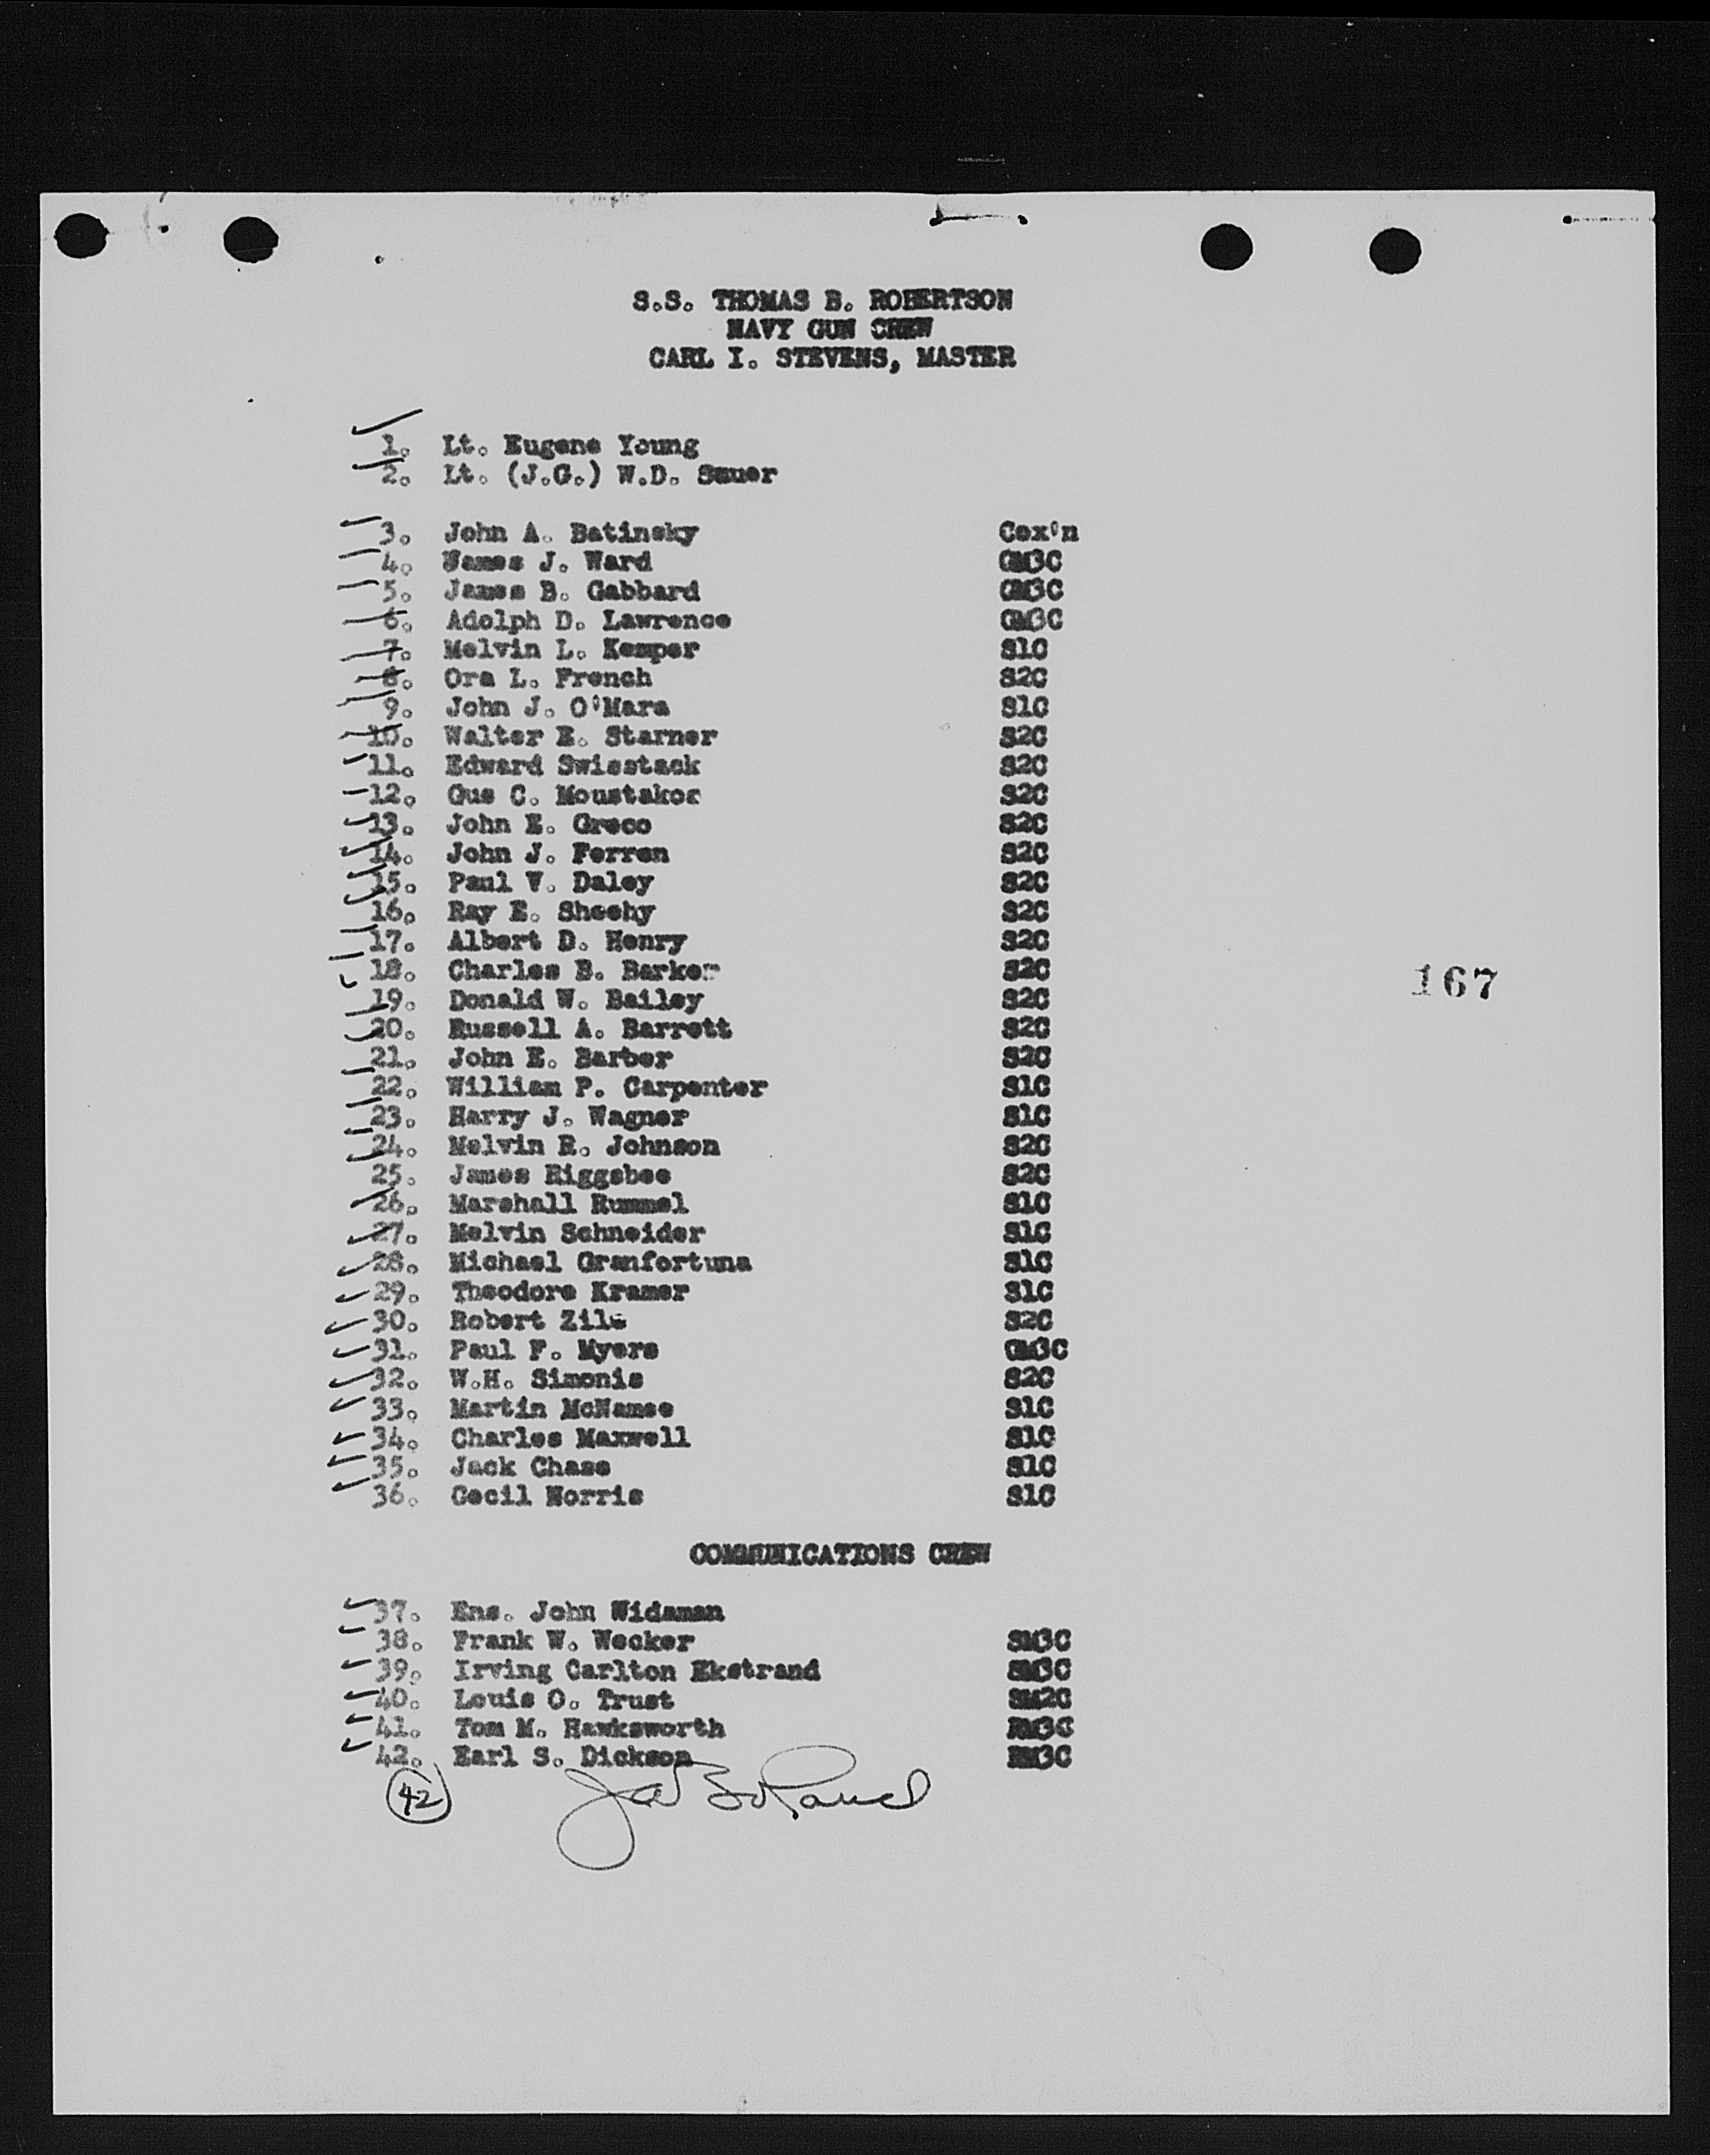 S.S. THOMAS B. ROBERTSON
NAVY GUN CREW
CARL I. STEVENS, MASTER
1. Lt. Eugene Young
2. Lt. (J.G.) W.D. Sauer
3. John A. Batinsky Cox'n
4. James J. Ward GM3C
5. James B. Gabbard GM3C
6. Adolph D. Lawrence GM3C
7. Melvin L. Kemper S1C
8. Ora L. French S2C
9. John J. O'Mara S1C
10. Walter E. Starner S2C
11. Edward Swisstack S2C
12. Gus C. Moustakos S2C
13. John E. Greco S2C
14. John J. Ferren S2C
15. Paul V. Daley S2C
16. Ray E. Sheehy S2C
17. Albert D. Henry S2C
18. Charles B. Barker S2C
167
19. Donald W. Bailey S2C
20. Russell A. Barrett S2C
21. John E. Barber S2C
22. William P. Carpenter S1C
23. Harry J. Wagner S1C
24. Melvin R. Johnson S2C
25. James Riggsbee S2C
26. Marshall Rummel S1C
27. Melvin Schneider S1C
28. Michael Granfortuna S1C
29. Theodore Kramer S1C
30. Robert S2C
31. Paul F. Myers GM3C
32. W.H. Simonis S2C
33. Martin McNamee S1C
34. Charles Maxwell S1C
35. Jack Chase S1C
36. Cecil Norris S1C
COMMUNICATIONS CREW
37. Ens. John Widaman
38. Frank W. Wecker SM3C
39. Irving Carlton Ekstrand SM3C
40. Louis O. Trust SM2C
41. Tom M. Hawksworth RM3C
42. Earl S. Dickson RM3C
42